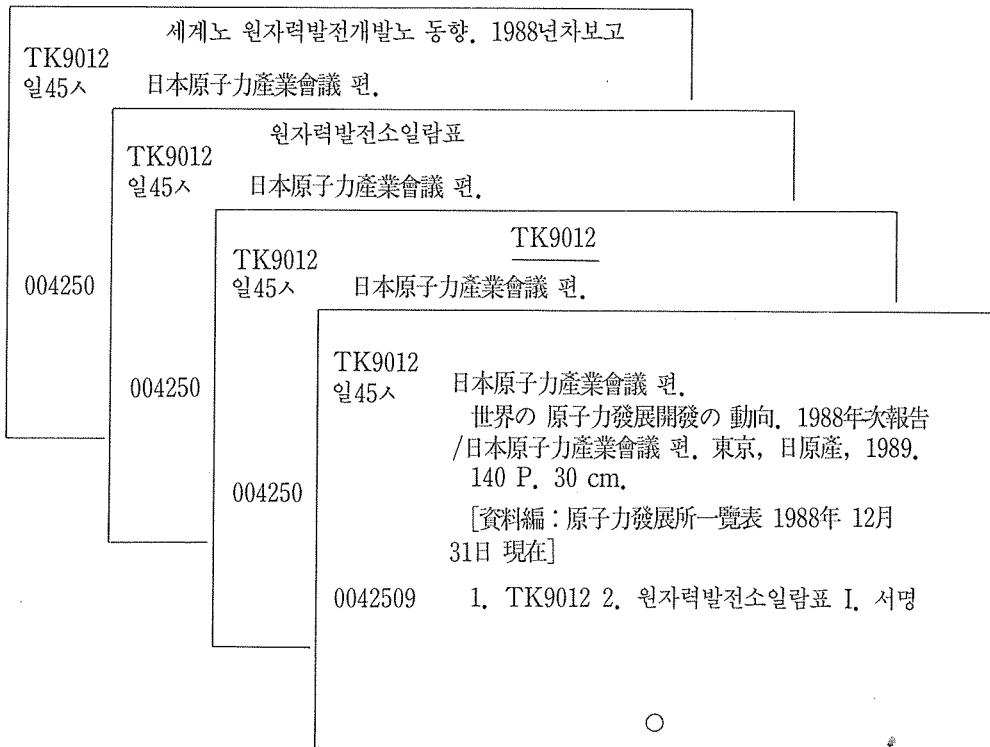 세계노 원자력발전개발노 동향. 1988년차보고
TK9012
일45ㅅ 日本原子力産業會議 편.
004250
원자력발전소일람표
TK9012
일45ㅅ 日本原子力産業會議 편.
004250
TK9012
TK9012
일45ㅅ 日本原子力産業會議 편.
004250
TK9012
일45ㅅ 日本原子力産業會議 편.
世界の 原子力發展開發の 動向. 1988年次報告
/日本原子力産業會議 편. 東京, 日原産, 1989.
140 P. 30 cm.
[資料編:原子力發展所一覽表 1988年 12月
31日 現在]
0042509 1. TK9012 2. 원자력발전소일람표 I. 서명